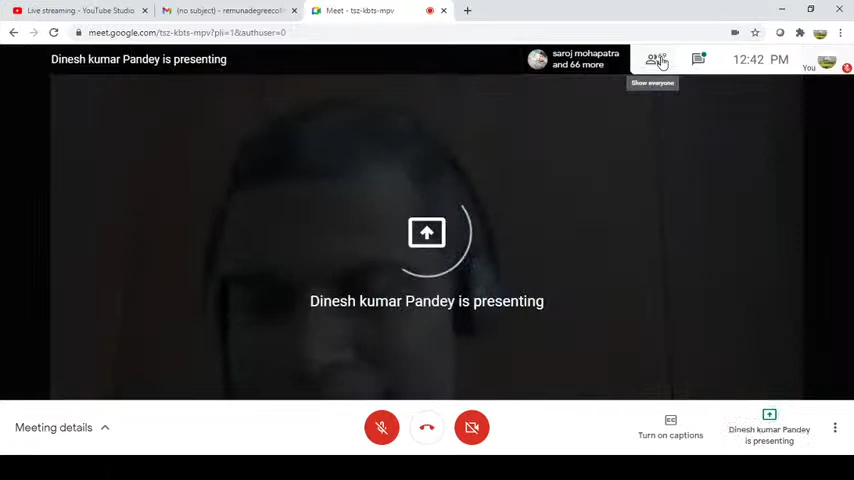 Live streaming - YouTube Studio
(no subject) - remunadegreecoll
Meet - tsz-kbts-mpv
meet.google.com/tsz-kbts-mpv?pli=1&authuser=0
Dinesh kumar Pandey is presenting
saroj mohapatra
and 66 more
12:42 PM
You
Show everyone
Dinesh kumar Pandey is presenting
Meeting details
Turn on captions
Dinesh kumar Pandey
is presenting